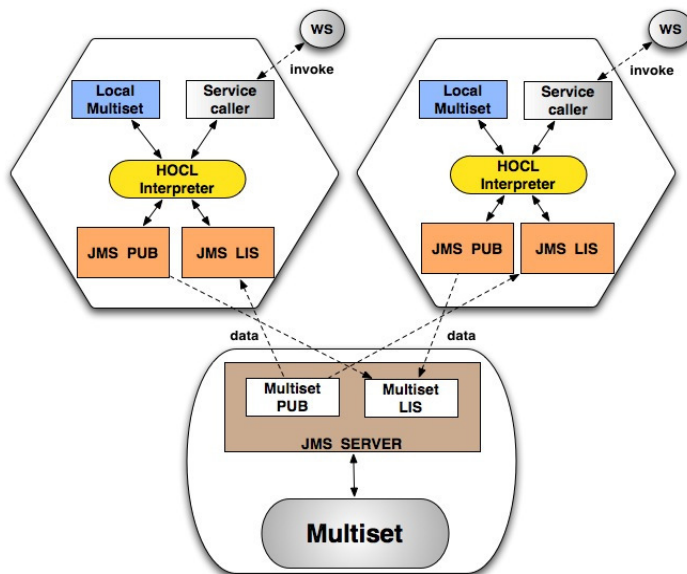 WS
invoke
Local
Multiset
Service
caller
HOCL
Interpreter
JMS PUB
JMS LIS
WS
invoke
Local
Multiset
Service
caller
HOCL
Interpreter
JMS PUB
JMS LIS
data
data
Multiset
PUB
Multiset
LIS
JMS SERVER
Multiset